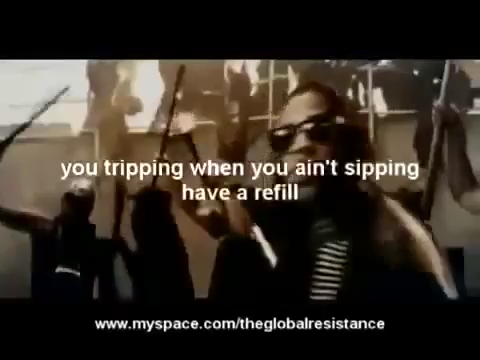 you tripping when you ain't sipping
have a refill
www.myspace.com/theglobalresistance